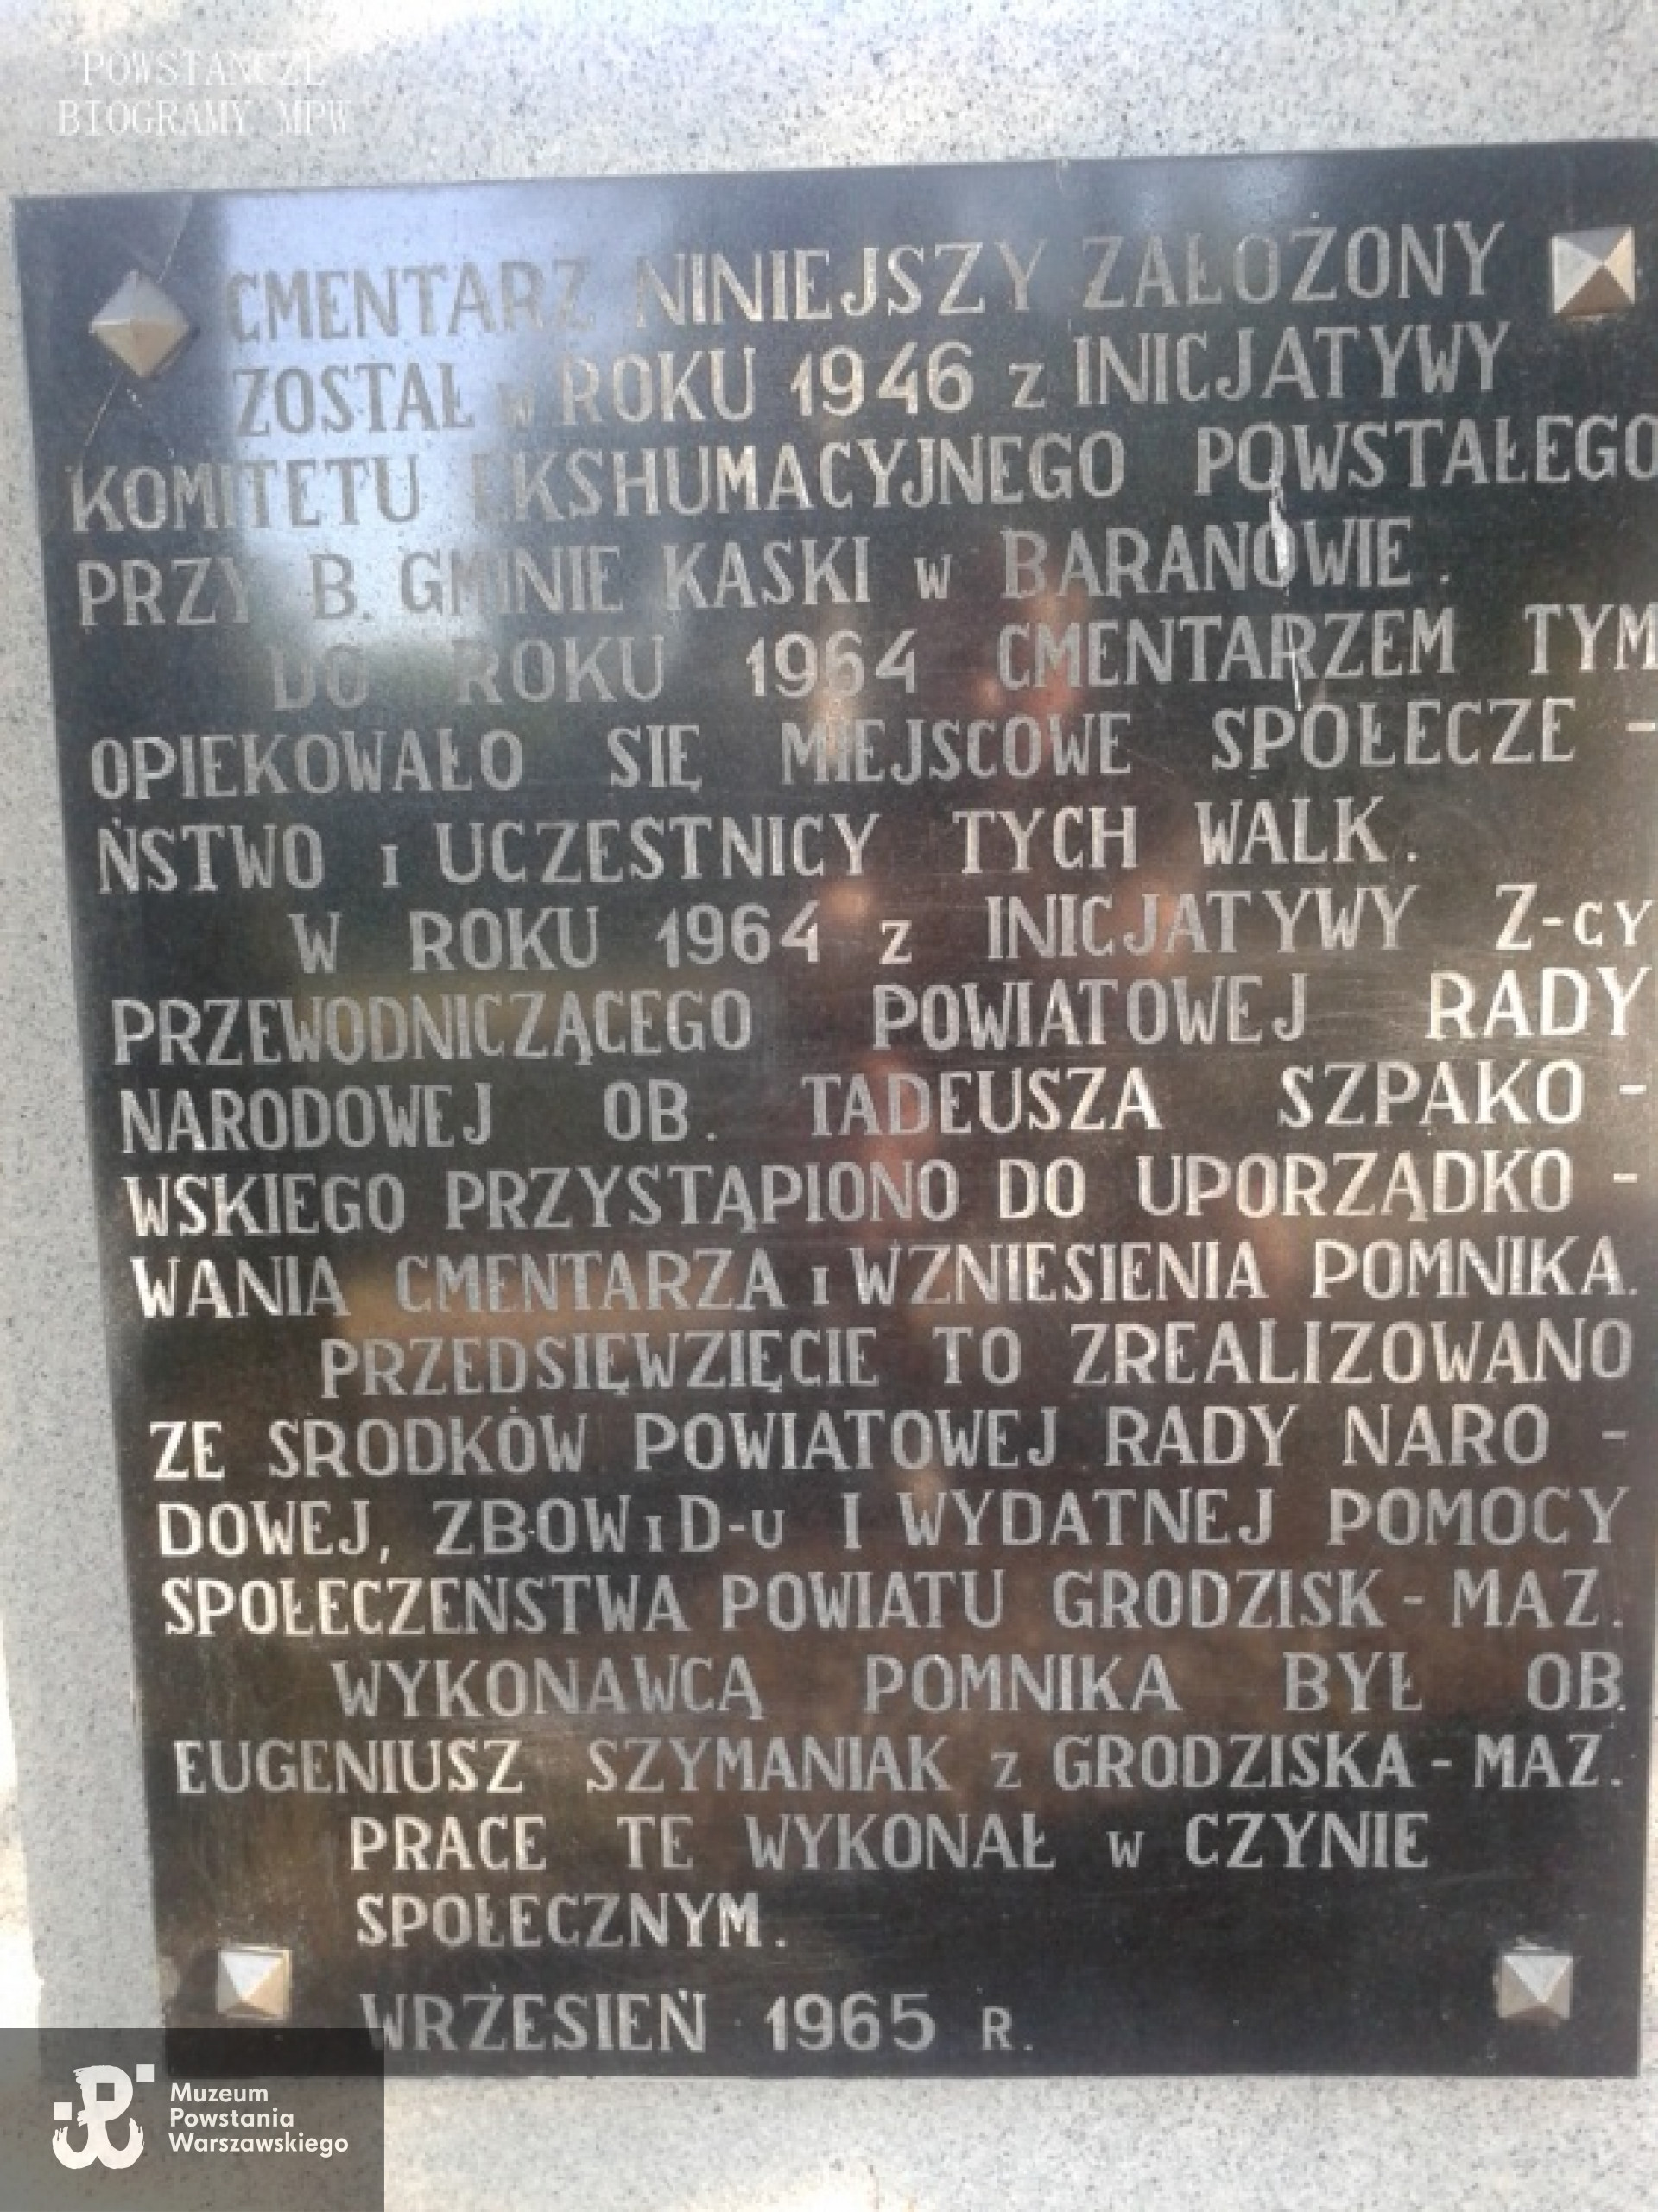 POWSTAŃCZE
BIOGRAMY MPW
CMENTARZ NINIEJSZY ZAŁOŻONY
ZOSTAŁ w ROKU 1946 z INICJATYWY
KOMITETU EKSHUMACYJNEGO POWSTAŁEGO
PRZY B. GMINIE KASKI w BARANOWIE.
DO ROKU 1964 CMENTARZEM TYM
OPIEKOWAŁO SIĘ MIEJSCOWE SPOŁECZE-
ŃSTWO i UCZESTNICY TYCH WALK.
W ROKU 1964 z INICJATYWY Z-CY
PRZEWODNICZĄCEGO POWIATOWEJ RADY
NARODOWEJ OB. TADEUSZA SZPAKO-
WSKIEGO PRZYSTĄPIONO DO UPORZĄDKO-
WANIA CMENTARZA i WZNIESIENIA POMNIKA.
PRZEDSIĘWZIĘCIE TO ZREALIZOWANO
ZE ŚRODKÓW POWIATOWEJ RADY NARO-
DOWEJ, ZBOWiD-u I WYDATNEJ POMOCY
SPOŁECZEŃSTWA POWIATU GRODZISK-MAZ.
WYKONAWCĄ POMNIKA BYŁ OB.
EUGENIUSZ SZYMANIAK z GRODZISKA-MAZ.
PRACE TE WYKONAŁ w CZYNIE
SPOŁECZNYM.
WRZESIEŃ 1965 R.
Muzeum
Powstania
Warszawskiego